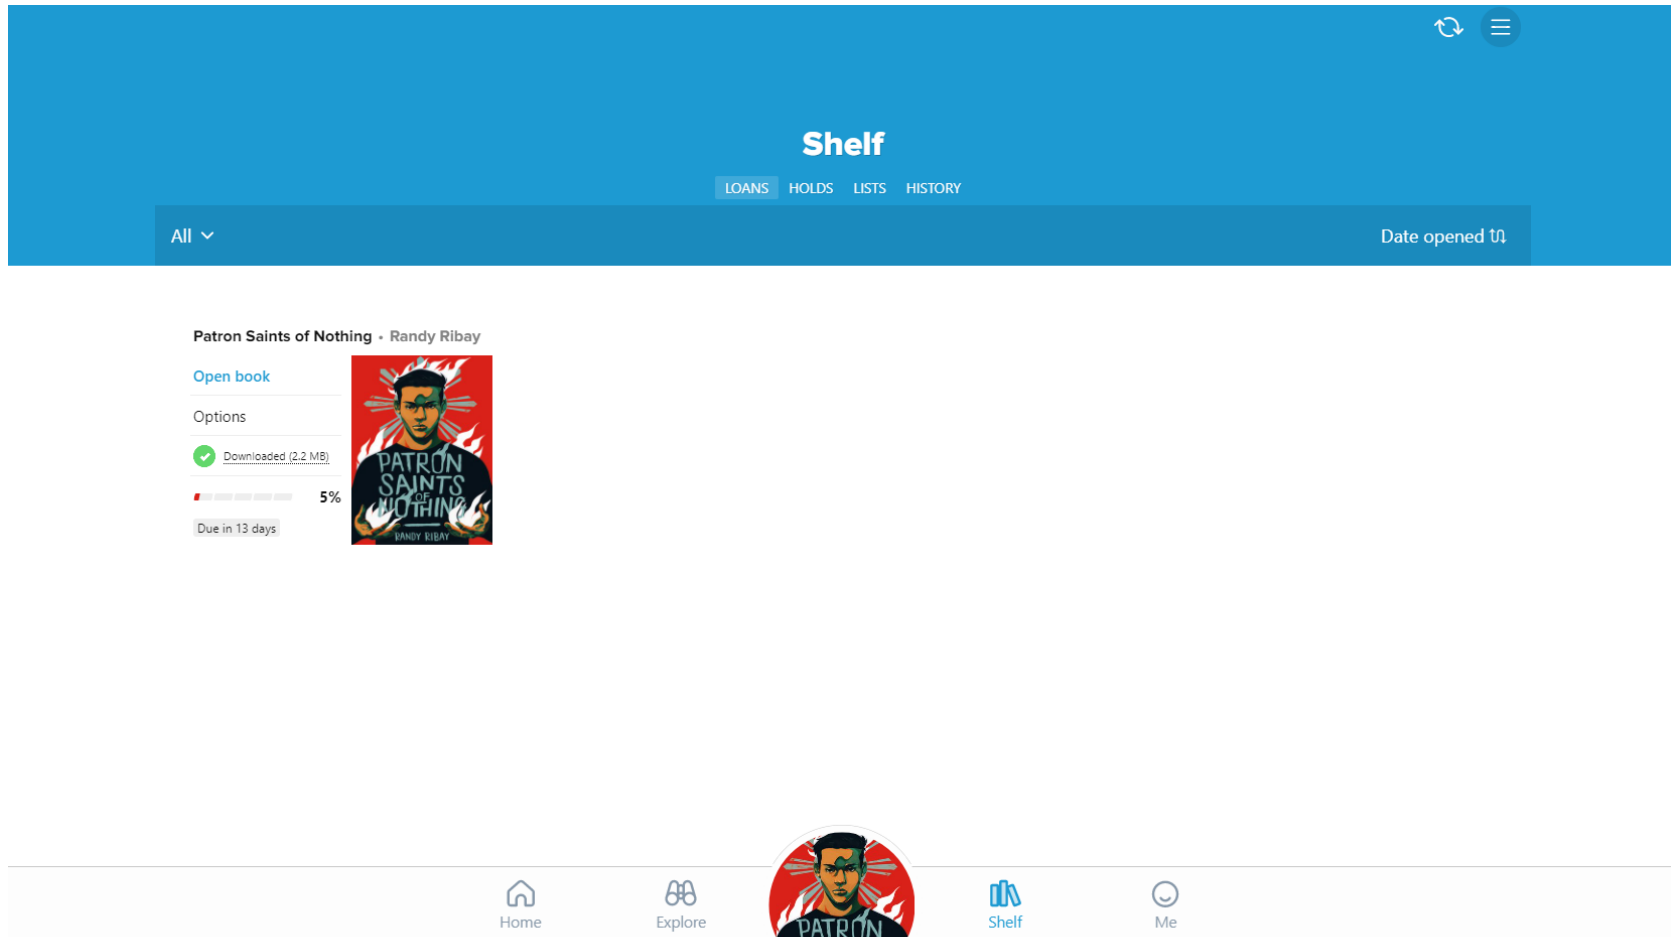 Shelf
LOANS HOLDS LISTS HISTORY
All Date opened
Patron Saints of Nothing • Randy Ribay
Open book
Options
Downloaded (2.2 MB)
5%
Due in 13 days
PATRON
SAINTS
OF
NOTHING
RANDY RIBAY
PATRON
Home Explore Shelf Me